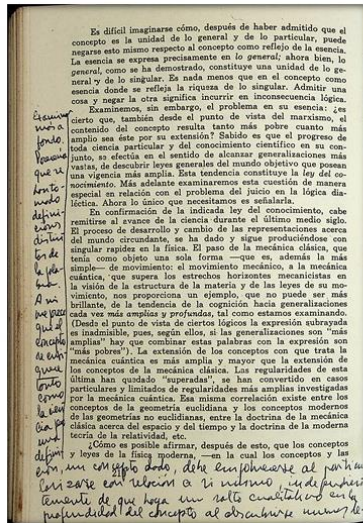 Es difícil imaginarse cómo, después de haber admitido que el
concepto es la unidad de lo general y de lo particular, puede
negarse esto mismo respecto al concepto como reflejo de la esencia.
La esencia se expresa precisamente en lo general; ahora bien, lo
general, como se ha demostrado, constituye una unidad de lo ge-
neral y de lo singular. Es nada menos que en el concepto como
esencia donde se refleja la riqueza de lo singular. Admitir una
cosa y negar la otra significa incurrir en inconsecuencia lógica.
Examinemos, sin embargo, el problema en su esencia: ¿es
cierto que, también desde el punto de vista del marxismo, el
contenido del concepto resulta tanto más pobre cuanto más
amplio sea éste por su extensión? Sabido es que el progreso de
toda ciencia particular y del conocimiento científico en su con-
junto, se efectúa en el sentido de alcanzar generalizaciones más
vastas, de descubrir leyes generales del mundo objetivo que posean
una vigencia más amplia. Esta tendencia constituye la ley del co-
nocimiento. Más adelante examinaremos esta cuestión de manera
especial en relación con el problema del juicio en la lógica dia-
léctica. Ahora lo único que necesitamos es señalarla.
En confirmación de la indicada ley del conocimiento, cabe
remitirse al avance de la ciencia durante el último medio siglo.
El proceso de desarrollo y cambio de las representaciones acerca
del mundo circundante, se ha dado y sigue produciéndose con
singular rapidez en la física. El paso de la mecánica clásica, que
tenía como objeto una sola forma —que es, además, la más
simple— de movimiento: el movimiento mecánico, a la mecánica
cuántica, que supera los estrechos horizontes mecanicistas en
la visión de la estructura de la materia y de las leyes de su mo-
vimiento, nos proporciona un ejemplo, que no puede ser más
brillante, de la tendencia de la cognición hacia generalizaciones
cada vez más amplias y profundas, tal como estamos examinando.
(Desde el punto de vista de ciertos lógicos la expresión subrayada
es inadmisible, pues, según ellos, si las generalizaciones son "más
amplias" hay que combinar estas palabras con la expresión son
"más pobres"). La extensión de los conceptos con que trata la
mecánica cuántica es más amplia y mayor que la extensión de
los conceptos de la mecánica clásica. Las regularidades de esta
última han quedado "superadas", se han convertido en casos
particulares y limitados de regularidades más amplias investigadas
por la mecánica cuántica. Esa misma correlación existe entre los
conceptos de la geometría euclidiana y los conceptos modernos
de las geometrías no euclidianas, entre la doctrina de la mecánica
clásica acerca del espacio y del tiempo y la doctrina de la moderna
teoría de la relatividad, etc.
¿Cómo es posible afirmar, después de esto, que los conceptos
y leyes de la física moderna, —en la cual los conceptos y las
fondo.
que
concepto
como
defini-
ción, un concepto dado, debe
con relación a sí mismo,
de que haya un salto cualitativo en la
profundidad del concepto al